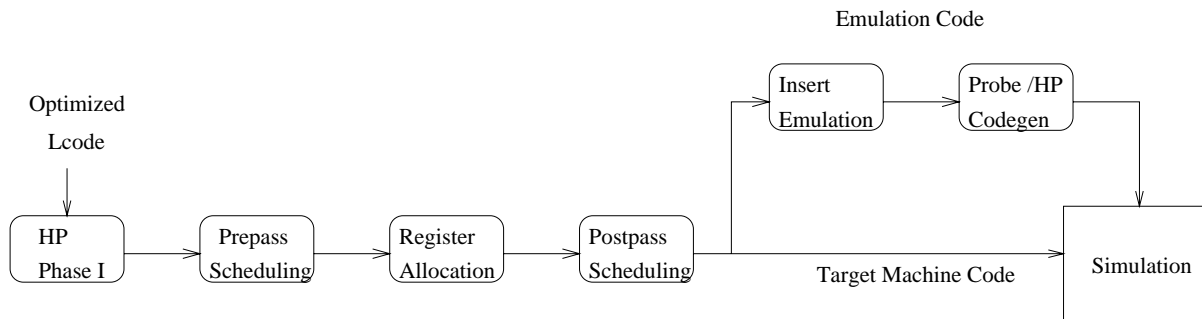 Emulation Code
Insert
Emulation
Probe /HP
Codegen
Optimized
Lcode
HP
Phase I
Prepass
Scheduling
Register
Allocation
Postpass
Scheduling
Target Machine Code
Simulation